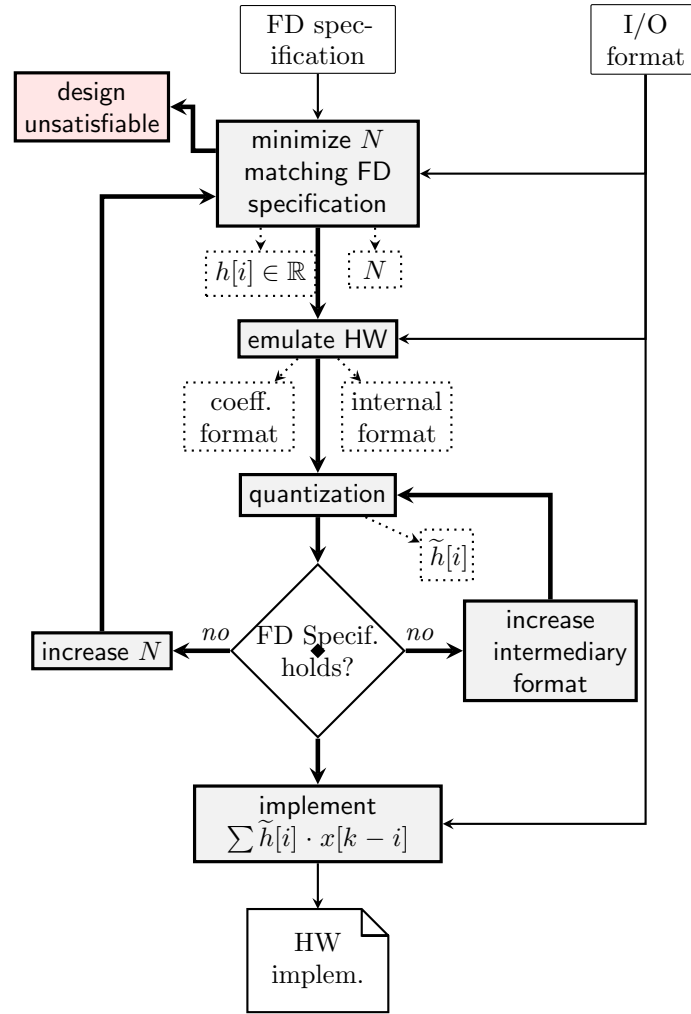 FD spec-
ification
I/O
format
design
unsatisfiable
minimize N
matching FD
specification
h[i] ∈ ℝ
N
emulate HW
coeff.
format
internal
format
quantization
h̃[i]
no
FD Specif.
holds?
no
increase N
increase
intermediary
format
implement
∑ h̃[i] · x[k − i]
HW
implem.